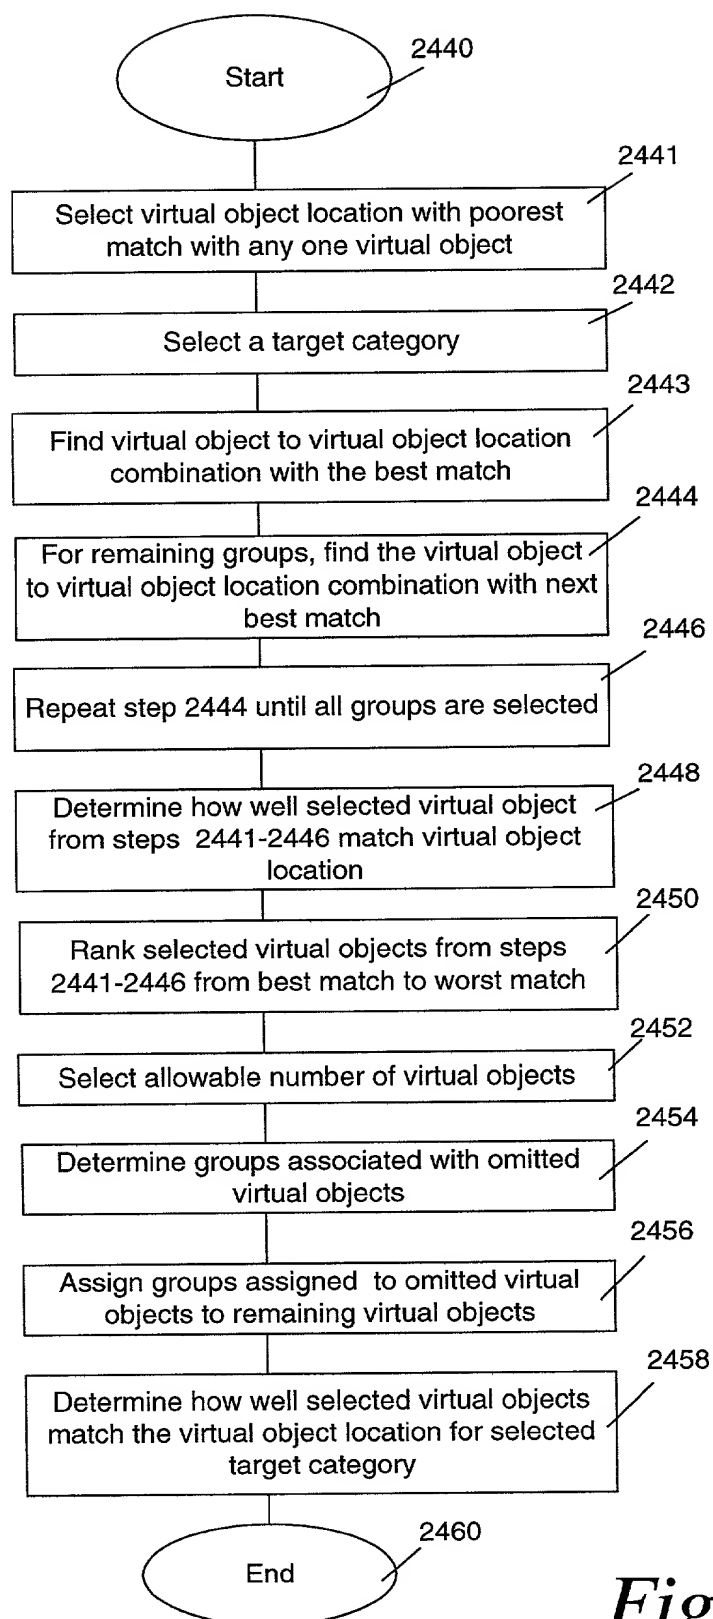 Start
2440
2441
Select virtual object location with poorest
match with any one virtual object
2442
Select a target category
2443
Find virtual object to virtual object location
combination with the best match
2444
For remaining groups, find the virtual object
to virtual object location combination with next
best match
2446
Repeat step 2444 until all groups are selected
2448
Determine how well selected virtual object
from steps 2441-2446 match virtual object
location
2450
Rank selected virtual objects from steps
2441-2446 from best match to worst match
2452
Select allowable number of virtual objects
2454
Determine groups associated with omitted
virtual objects
2456
Assign groups assigned to omitted virtual
objects to remaining virtual objects
2458
Determine how well selected virtual objects
match the virtual object location for selected
target category
2460
End
Fig